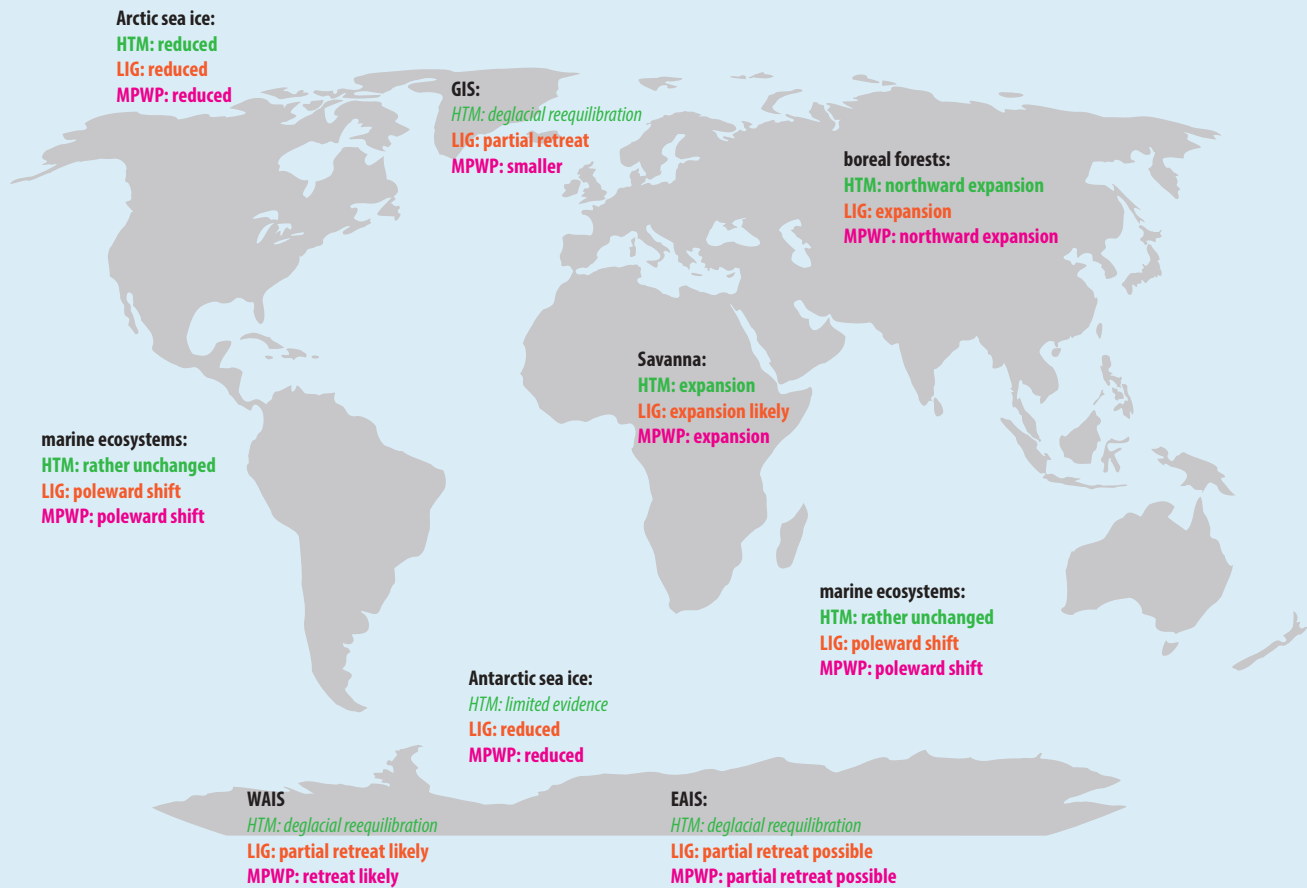 Arctic sea ice:
HTM: reduced
LIG: reduced
MPWP: reduced
GIS:
HTM: deglacial reequilibration
LIG: partial retreat
MPWP: smaller
boreal forests:
HTM: northward expansion
LIG: expansion
MPWP: northward expansion
Savanna:
HTM: expansion
LIG: expansion likely
MPWP: expansion
marine ecosystems:
HTM: rather unchanged
LIG: poleward shift
MPWP: poleward shift
marine ecosystems:
HTM: rather unchanged
LIG: poleward shift
MPWP: poleward shift
Antarctic sea ice:
HTM: limited evidence
LIG: reduced
MPWP: reduced
WAIS
HTM: deglacial reequilibration
LIG: partial retreat likely
MPWP: retreat likely
EAIS:
HTM: deglacial reequilibration
LIG: partial retreat possible
MPWP: partial retreat possible